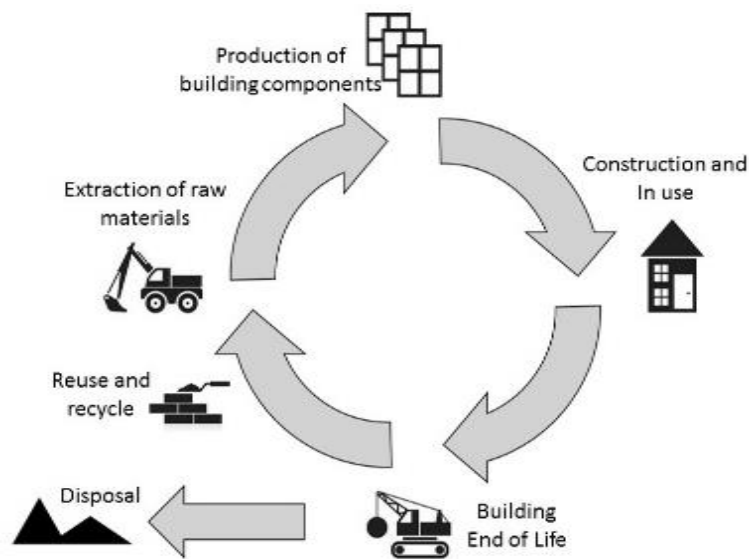 Production of
building components
Construction and
In use
Extraction of raw
materials
Reuse and
recycle
Disposal
Building
End of Life